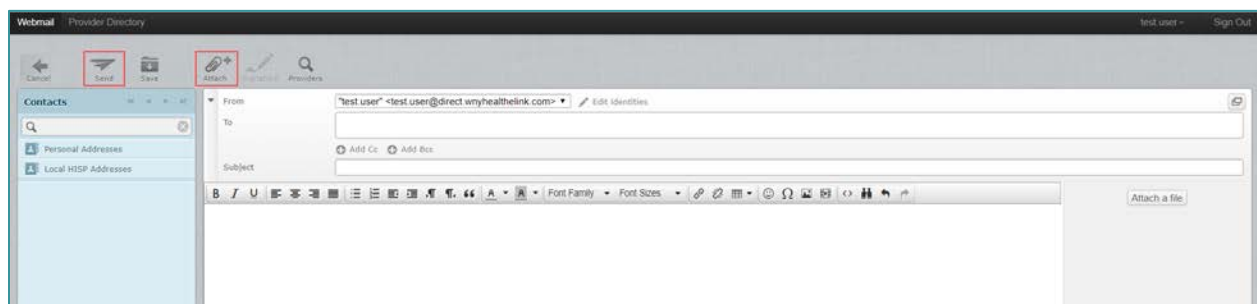 Webmail Provider Directory test user Sign Out
Cancel Send Save Attach Signature Providers
Contacts
Personal Addresses
Local HISP Addresses
From "test user" <test.user@direct.wnyhealthelink.com> Edit identities
To
Add Cc Add Bcc
Subject
B I U A A Font Family Font Sizes Ω
Attach a file